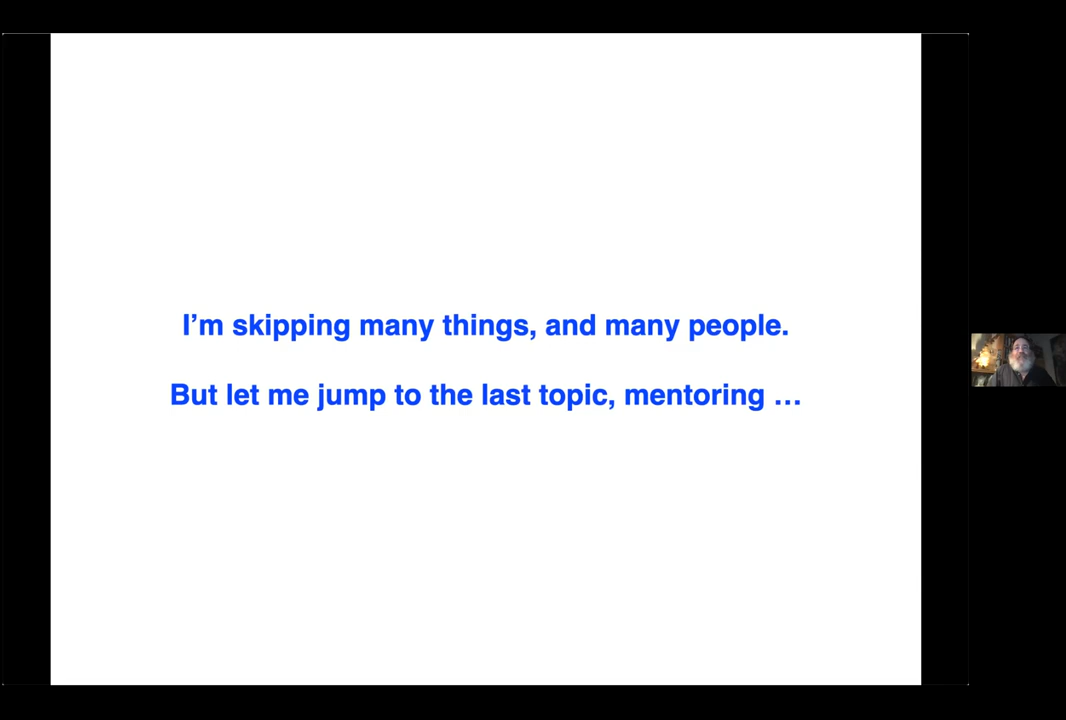 I’m skipping many things, and many people.
But let me jump to the last topic, mentoring …